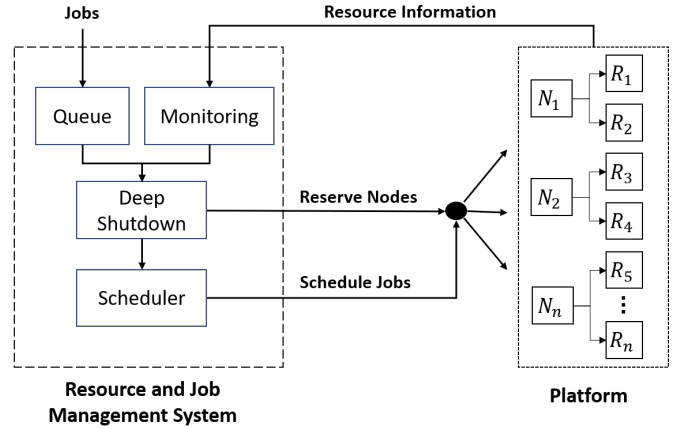 Jobs
Resource Information
Queue
Monitoring
Deep
Shutdown
Scheduler
Reserve Nodes
Schedule Jobs
N₁
R₁
R₂
N₂
R₃
R₄
Nₙ
R₅
⋮
Rₙ
Resource and Job
Management System
Platform